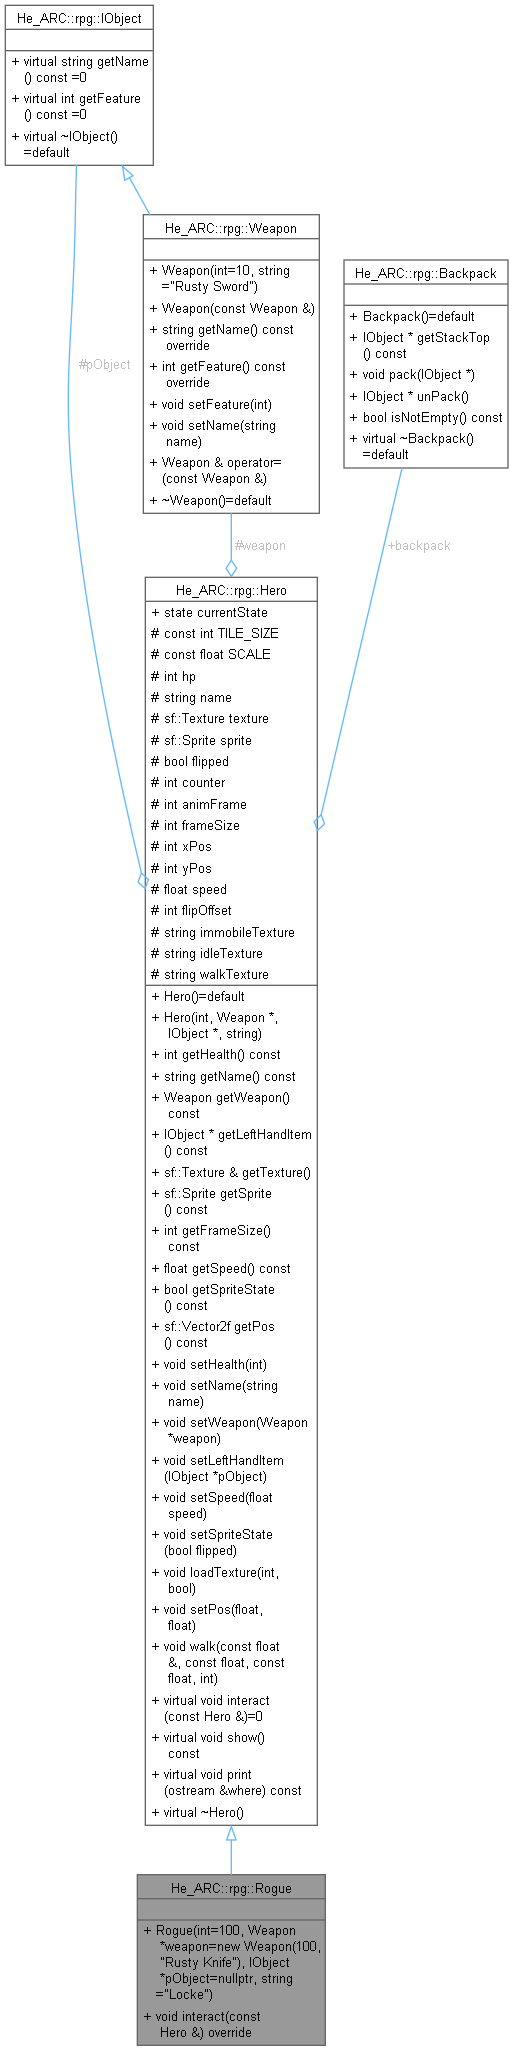 He_ARC::rpg::IObject
+ virtual string getName
() const =0
+ virtual int getFeature
() const =0
+ virtual ~IObject()
=default
He_ARC::rpg::Weapon
+ Weapon(int=10, string
="Rusty Sword")
+ Weapon(const Weapon &)
+ string getName() const
override
+ int getFeature() const
override
+ void setFeature(int)
+ void setName(string
name)
+ Weapon & operator=
(const Weapon &)
+ ~Weapon()=default
He_ARC::rpg::Backpack
+ Backpack()=default
+ IObject * getStackTop
() const
+ void pack(IObject *)
+ IObject * unPack()
+ bool isNotEmpty() const
+ virtual ~Backpack()
=default
#pObject
#weapon
+backpack
He_ARC::rpg::Hero
+ state currentState
# const int TILE_SIZE
# const float SCALE
# int hp
# string name
# sf::Texture texture
# sf::Sprite sprite
# bool flipped
# int counter
# int animFrame
# int frameSize
# int xPos
# int yPos
# float speed
# int flipOffset
# string immobileTexture
# string idleTexture
# string walkTexture
+ Hero()=default
+ Hero(int, Weapon *,
IObject *, string)
+ int getHealth() const
+ string getName() const
+ Weapon getWeapon()
const
+ IObject * getLeftHandItem
() const
+ sf::Texture & getTexture()
+ sf::Sprite getSprite
() const
+ int getFrameSize()
const
+ float getSpeed() const
+ bool getSpriteState
() const
+ sf::Vector2f getPos
() const
+ void setHealth(int)
+ void setName(string
name)
+ void setWeapon(Weapon
*weapon)
+ void setLeftHandItem
(IObject *pObject)
+ void setSpeed(float
speed)
+ void setSpriteState
(bool flipped)
+ void loadTexture(int,
bool)
+ void setPos(float,
float)
+ void walk(const float
&, const float, const
float, int)
+ virtual void interact
(const Hero &)=0
+ virtual void show()
const
+ virtual void print
(ostream &where) const
+ virtual ~Hero()
He_ARC::rpg::Rogue
+ Rogue(int=100, Weapon
*weapon=new Weapon(100,
"Rusty Knife"), IObject
*pObject=nullptr, string
="Locke")
+ void interact(const
Hero &) override